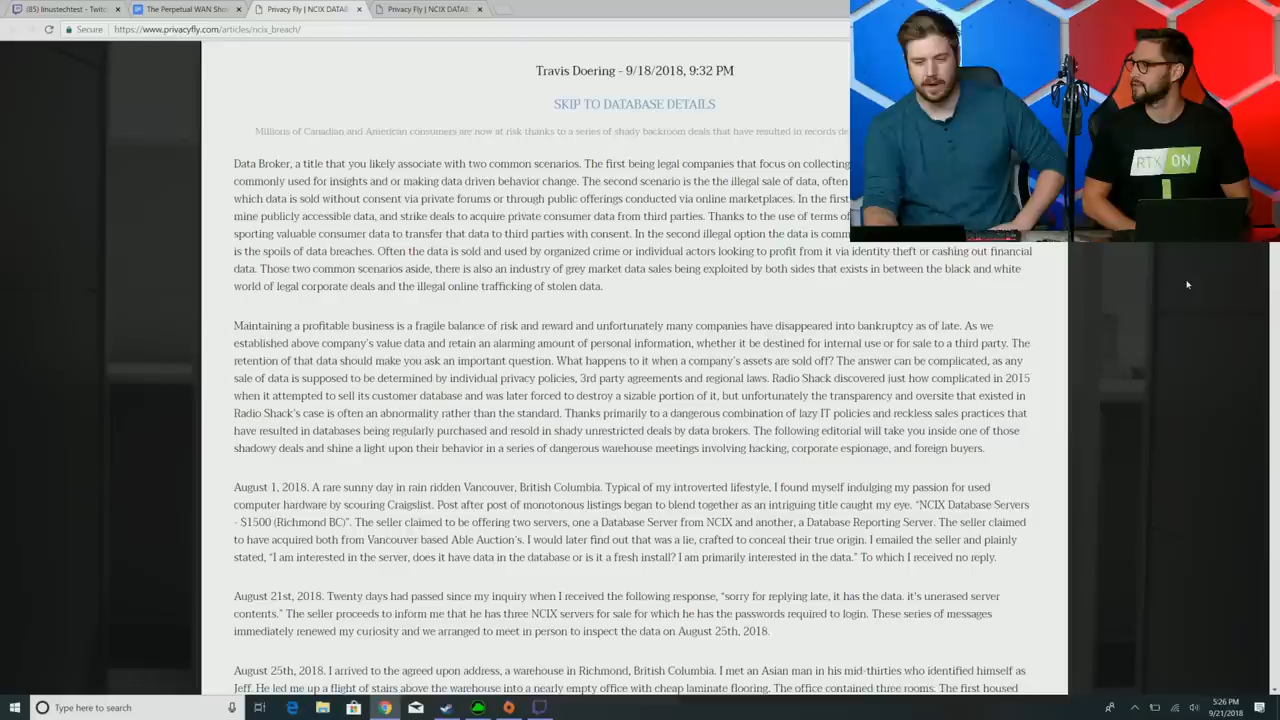 (85) linustechtest - Twitc
The Perpetual WAN Sho
Privacy Fly | NCIX DATAB
Privacy Fly | NCIX DATAB
Secure https://www.privacyfly.com/articles/ncix_breach/
Travis Doering - 9/18/2018, 9:32 PM
SKIP TO DATABASE DETAILS
Millions of Canadian and American consumers are now at risk thanks to a series of shady backroom deals that have resulted in records de
Data Broker, a title that you likely associate with two common scenarios. The first being legal companies that focus on collecting
commonly used for insights and or making data driven behavior change. The second scenario is the the illegal sale of data, often
which data is sold without consent via private forums or through public offerings conducted via online marketplaces. In the first
mine publicly accessible data, and strike deals to acquire private consumer data from third parties. Thanks to the use of terms of
sporting valuable consumer data to transfer that data to third parties with consent. In the second illegal option the data is comm
is the spoils of data breaches. Often the data is sold and used by organized crime or individual actors looking to profit from it via identity theft or cashing out financial
data. Those two common scenarios aside, there is also an industry of grey market data sales being exploited by both sides that exists in between the black and white
world of legal corporate deals and the illegal online trafficking of stolen data.
Maintaining a profitable business is a fragile balance of risk and reward and unfortunately many companies have disappeared into bankruptcy as of late. As we
established above company's value data and retain an alarming amount of personal information, whether it be destined for internal use or for sale to a third party. The
retention of that data should make you ask an important question. What happens to it when a company's assets are sold off? The answer can be complicated, as any
sale of data is supposed to be determined by individual privacy policies, 3rd party agreements and regional laws. Radio Shack discovered just how complicated in 2015
when it attempted to sell its customer database and was later forced to destroy a sizable portion of it, but unfortunately the transparency and oversite that existed in
Radio Shack's case is often an abnormality rather than the standard. Thanks primarily to a dangerous combination of lazy IT policies and reckless sales practices that
have resulted in databases being regularly purchased and resold in shady unrestricted deals by data brokers. The following editorial will take you inside one of those
shadowy deals and shine a light upon their behavior in a series of dangerous warehouse meetings involving hacking, corporate espionage, and foreign buyers.
August 1, 2018. A rare sunny day in rain ridden Vancouver, British Columbia. Typical of my introverted lifestyle, I found myself indulging my passion for used
computer hardware by scouring Craigslist. Post after post of monotonous listings began to blend together as an intriguing title caught my eye. "NCIX Database Servers
- $1500 (Richmond BC)". The seller claimed to be offering two servers, one a Database Server from NCIX and another, a Database Reporting Server. The seller claimed
to have acquired both from Vancouver based Able Auction's. I would later find out that was a lie, crafted to conceal their true origin. I emailed the seller and plainly
stated, "I am interested in the server, does it have data in the database or is it a fresh install? I am primarily interested in the data." To which I received no reply.
August 21st, 2018. Twenty days had passed since my inquiry when I received the following response, "sorry for replying late, it has the data. it's unerased server
contents." The seller proceeds to inform me that he has three NCIX servers for sale for which he has the passwords required to login. These series of messages
immediately renewed my curiosity and we arranged to meet in person to inspect the data on August 25th, 2018.
August 25th, 2018. I arrived to the agreed upon address, a warehouse in Richmond, British Columbia. I met an Asian man in his mid-thirties who identified himself as
Jeff. He led me up a flight of stairs above the warehouse into a nearly empty office with cheap laminate flooring. The office contained three rooms. The first housed
RTX ON
Type here to search
5:26 PM
9/21/2018